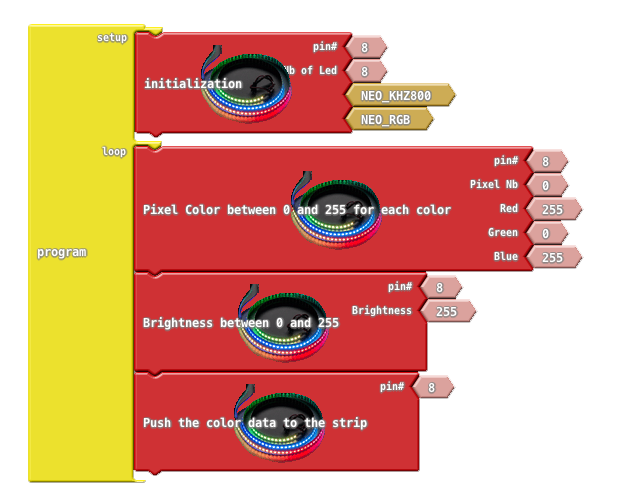 setup
pin# 8
Nb of Led 8
initialization
NEO_KHZ800
NEO_RGB
loop
pin# 8
Pixel Nb 0
Pixel Color between 0 and 255 for each color
Red 255
Green 0
Blue 255
program
pin# 8
Brightness 255
Brightness between 0 and 255
pin# 8
Push the color data to the strip